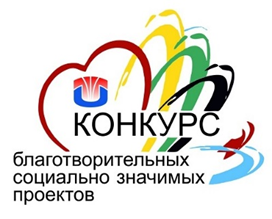 КОНКУРС
благотворительных
социально значимых
проектов